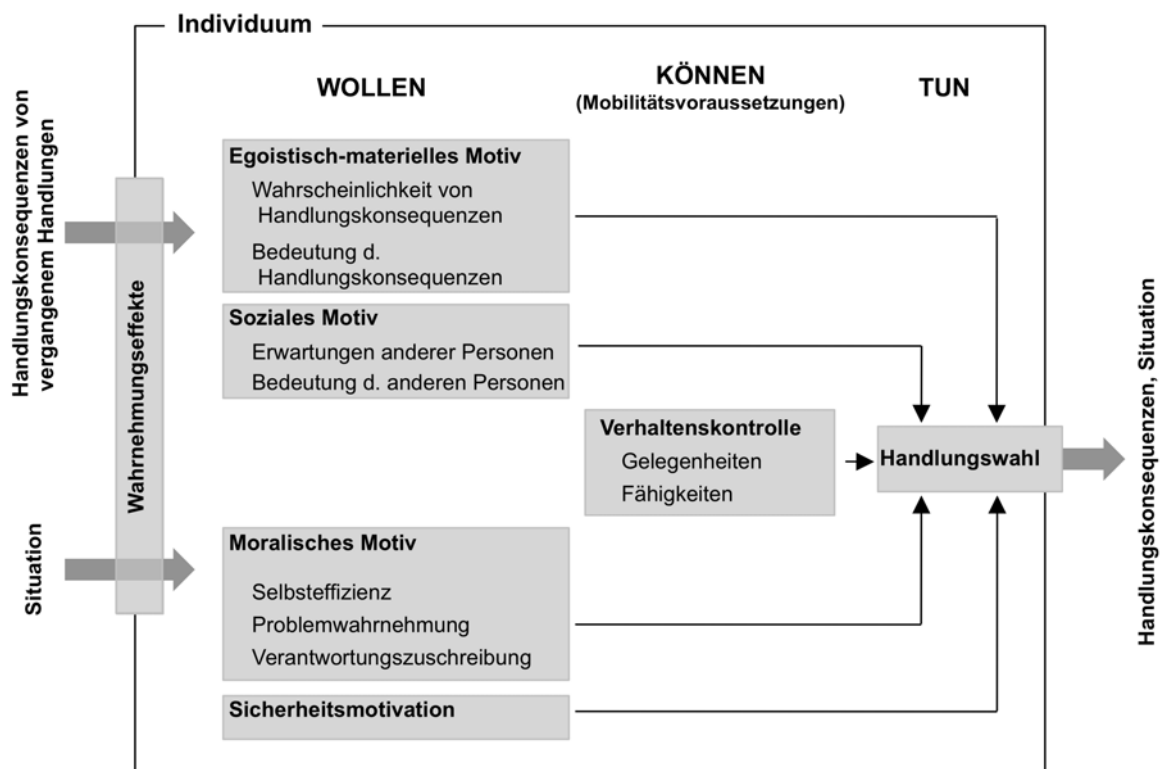 Individuum
WOLLEN
KÖNNEN
(Mobilitätsvoraussetzungen)
TUN
Handlungskonsequenzen von
vergangenem Handlungen
Situation
Wahrnehmungseffekte
Egoistisch-materielles Motiv
Wahrscheinlichkeit von
Handlungskonsequenzen
Bedeutung d.
Handlungskonsequenzen
Soziales Motiv
Erwartungen anderer Personen
Bedeutung d. anderen Personen
Moralisches Motiv
Selbsteffizienz
Problemwahrnehmung
Verantwortungszuschreibung
Sicherheitsmotivation
Verhaltenskontrolle
Gelegenheiten
Fähigkeiten
Handlungswahl
Handlungskonsequenzen, Situation